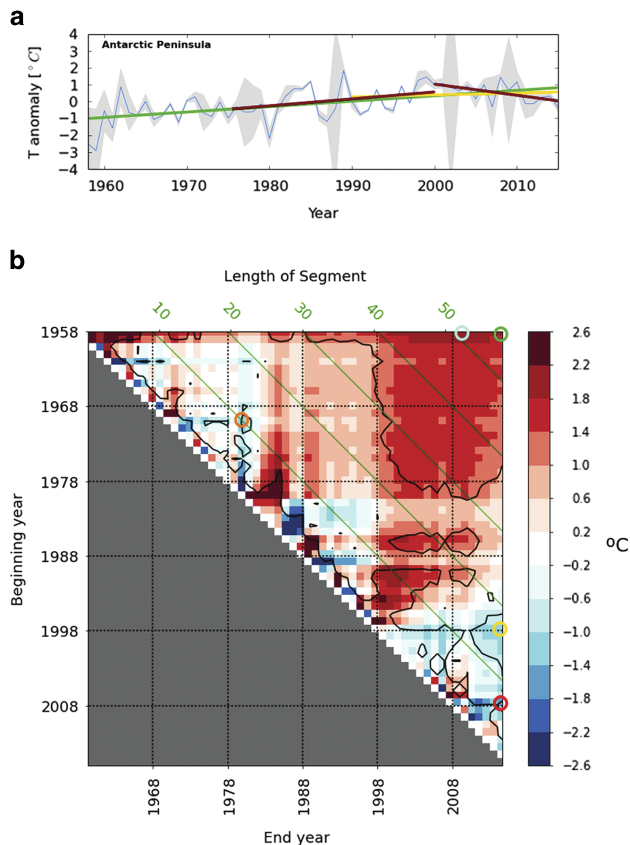 a
Antarctic Peninsula
T anomaly [°C]
4
3
2
1
0
−1
−2
−3
−4
1960 1970 1980 1990 2000 2010
Year
b
Length of Segment
10 20 30 40 50
1958
1968
1978
1988
1998
2008
Beginning year
1968 1978 1988 1998 2008
End year
2.6
2.2
1.8
1.4
1.0
0.6
0.2
−0.2
−0.6
−1.0
−1.4
−1.8
−2.2
−2.6
ºC